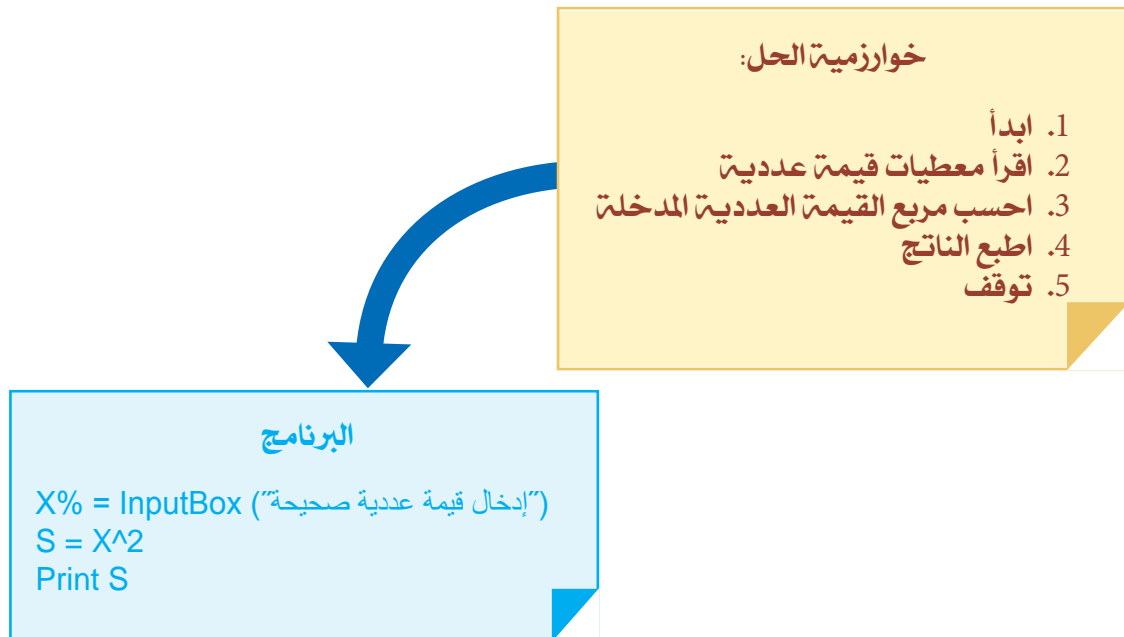 خوارزمية الحل:
1. ابدأ
2. اقرأ معطيات قيمة عددية
3. احسب مربع القيمة العددية المدخلة
4. اطبع الناتج
5. توقف
البرنامج
X% = InputBox ("إدخال قيمة عددية صحيحة")
S = X^2
Print S